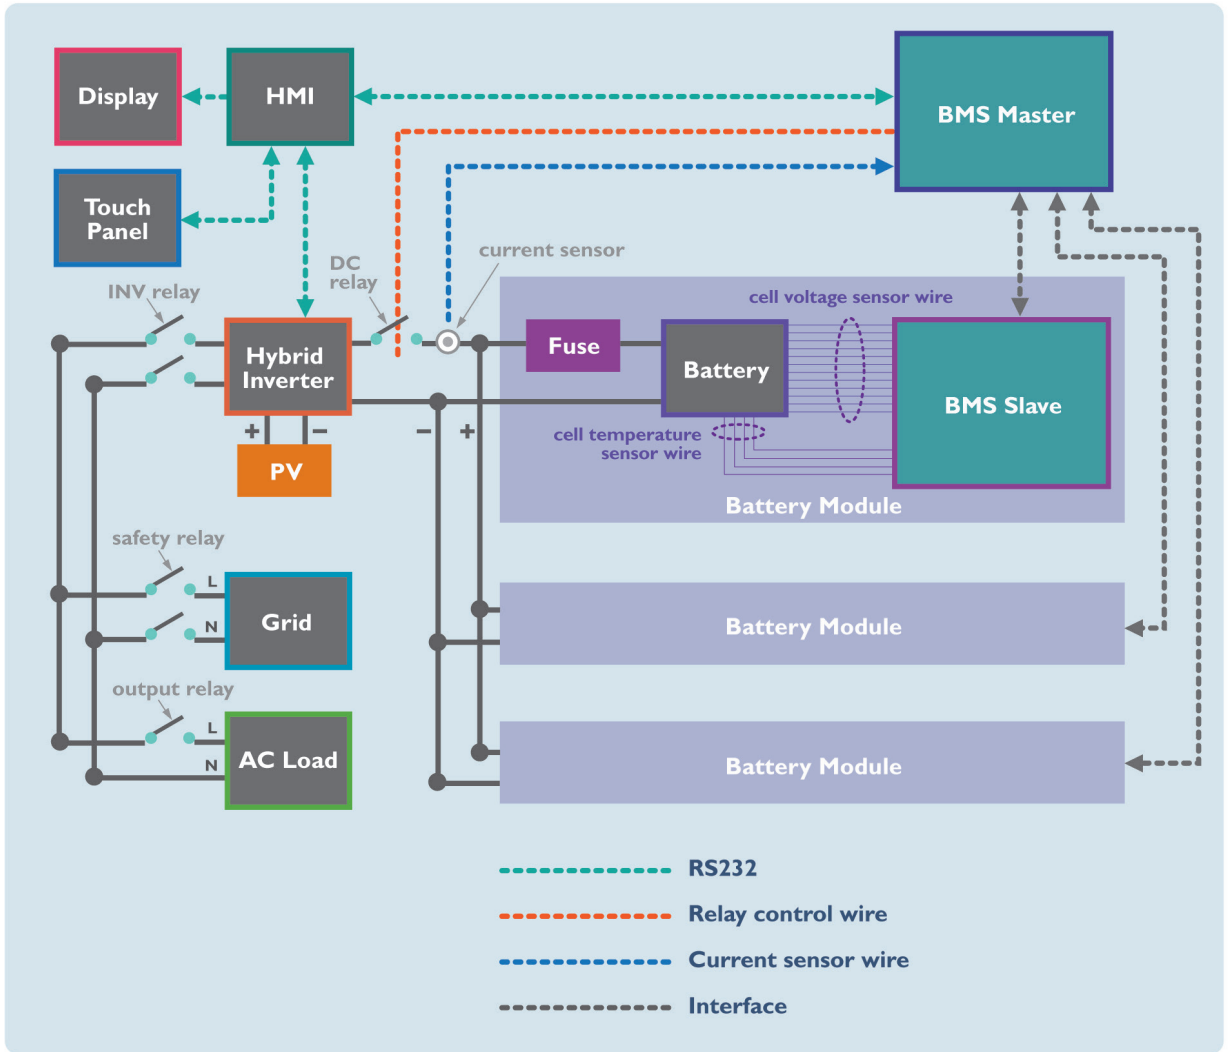 Display
HMI
BMS Master
Touch
Panel
current sensor
DC
relay
INV relay
cell voltage sensor wire
Hybrid
Inverter
Fuse
Battery
BMS Slave
+
−
−
+
cell temperature
sensor wire
PV
Battery Module
safety relay
L
N
Grid
Battery Module
output relay
L
N
AC Load
Battery Module
RS232
Relay control wire
Current sensor wire
Interface